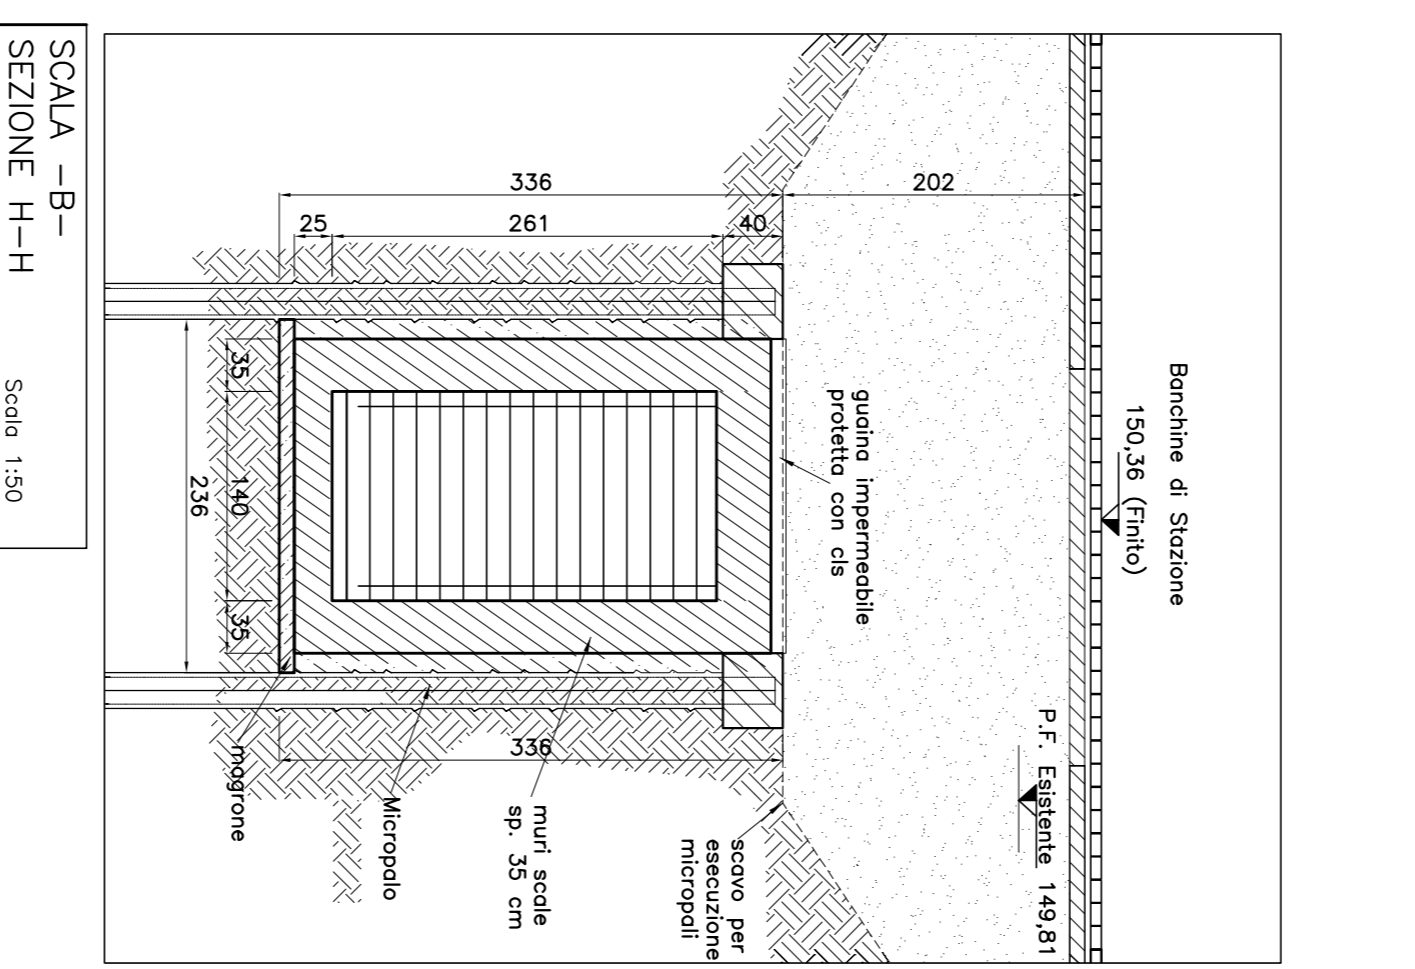 Banchine di Stazione
150,36 (Finito)
P.F. Esistente 149,81
202
guaina impermeabile
protetta con cls
scavo per
esecuzione
micropali
40
336
261
25
336
muri scale
sp. 35 cm
Micropalo
magrone
35
140
35
236
SCALA –B–
SEZIONE H–H
Scala 1:50